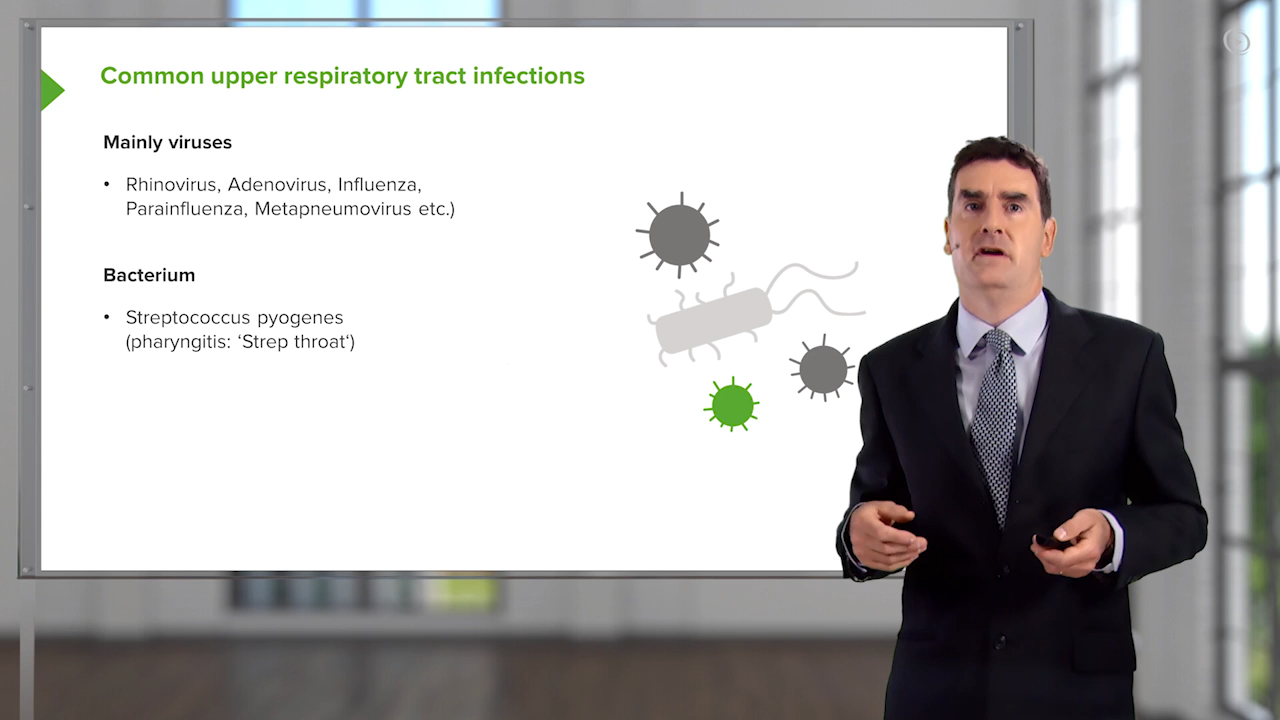 Common upper respiratory tract infections
Mainly viruses
• Rhinovirus, Adenovirus, Influenza,
Parainfluenza, Metapneumovirus etc.)
Bacterium
• Streptococcus pyogenes
(pharyngitis: ‘Strep throat‘)